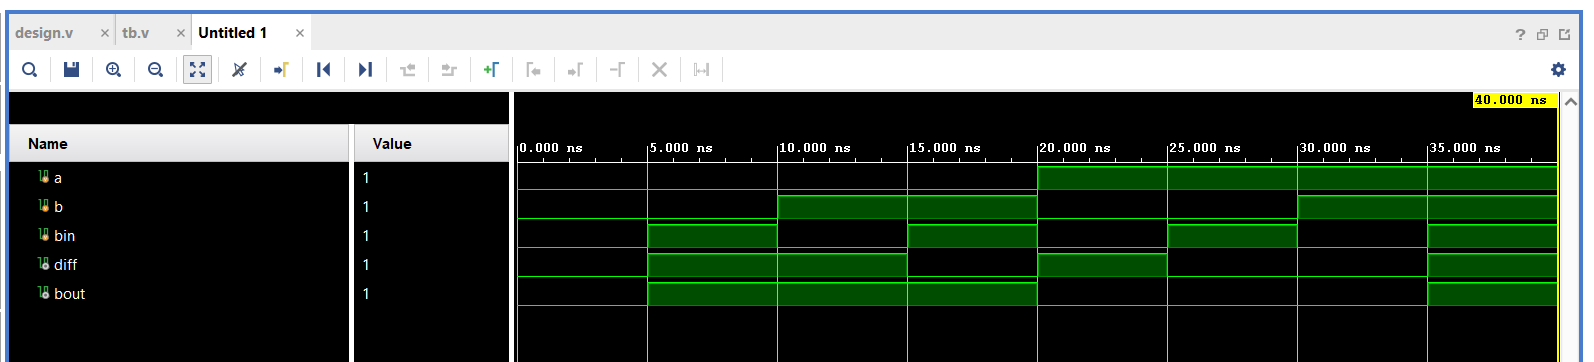 design.v × tb.v × Untitled 1 × ?
40.000 ns
Name Value
0.000 ns 5.000 ns 10.000 ns 15.000 ns 20.000 ns 25.000 ns 30.000 ns 35.000 ns
a 1
b 1
bin 1
diff 1
bout 1